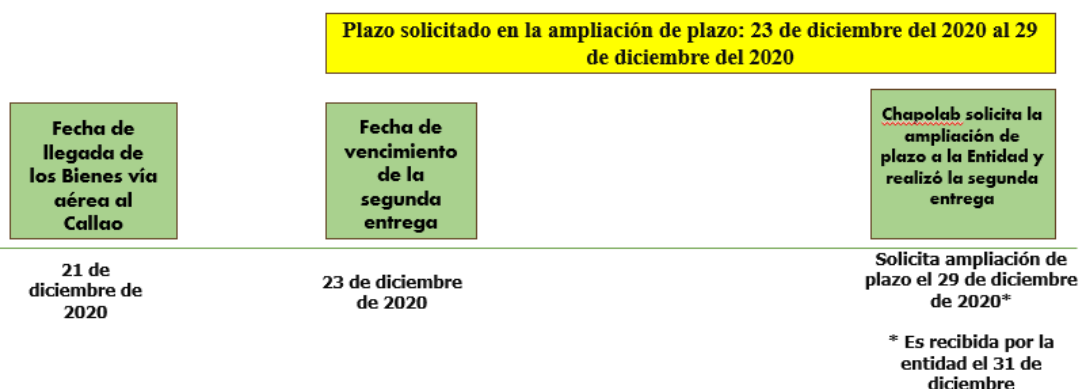 Plazo solicitado en la ampliación de plazo: 23 de diciembre del 2020 al 29
de diciembre del 2020
Fecha de
llegada de
los Bienes vía
aérea al
Callao
Fecha de
vencimiento
de la
segunda
entrega
Chapolab solicita la
ampliación de
plazo a la Entidad y
realizó la segunda
entrega
21 de
diciembre de
2020
23 de diciembre
de 2020
Solicita ampliación de
plazo el 29 de diciembre
de 2020*
* Es recibida por la
entidad el 31 de
diciembre